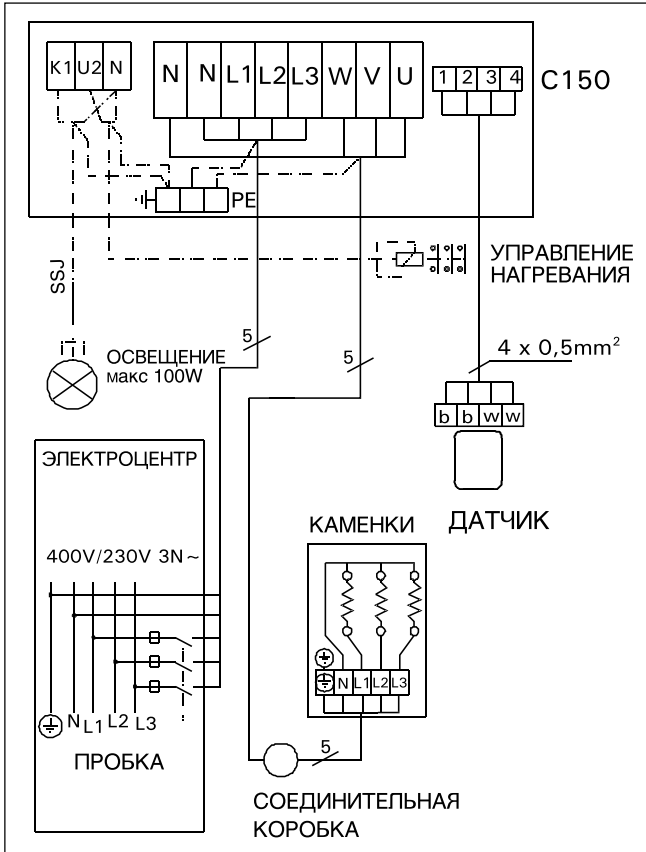 K1 U2 N
N N L1 L2 L3 W V U
1 2 3 4
C150
PE
SSJ
УПРАВЛЕНИЕ
НАГРЕВАНИЯ
5
5
4 x 0,5mm²
ОСВЕЩЕНИЕ
макс 100W
b b w w
ДАТЧИК
ЭЛЕКТРОЦЕНТР
400V/230V 3N~
N L1 L2 L3
ПРОБКА
КАМЕНКИ
N L1 L2 L3
5
СОЕДИНИТЕЛЬНАЯ
КОРОБКА